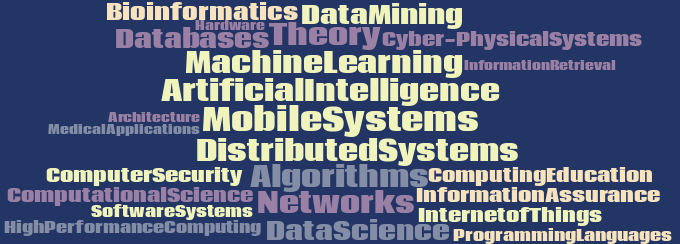 Bioinformatics DataMining
Hardware
Databases Theory Cyber-PhysicalSystems
MachineLearning InformationRetrieval
ArtificialIntelligence
Architecture MobileSystems
MedicalApplications
DistributedSystems
ComputerSecurity Algorithms ComputingEducation
ComputationalScience Networks InformationAssurance
SoftwareSystems InternetofThings
HighPerformanceComputing DataScience ProgrammingLanguages